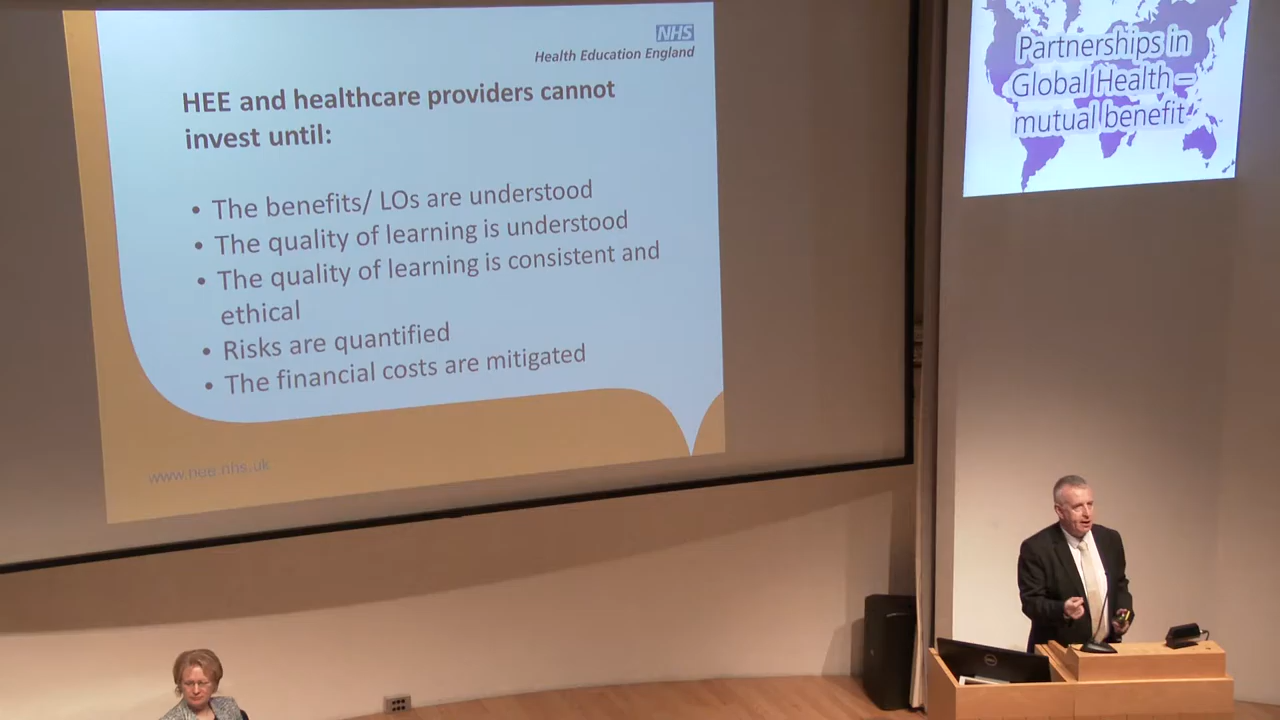 NHS
Health Education England
HEE and healthcare providers cannot
invest until:
• The benefits/ LOs are understood
• The quality of learning is understood
• The quality of learning is consistent and
ethical
• Risks are quantified
• The financial costs are mitigated
www.hee.nhs.uk
Partnerships in
Global Health –
mutual benefit